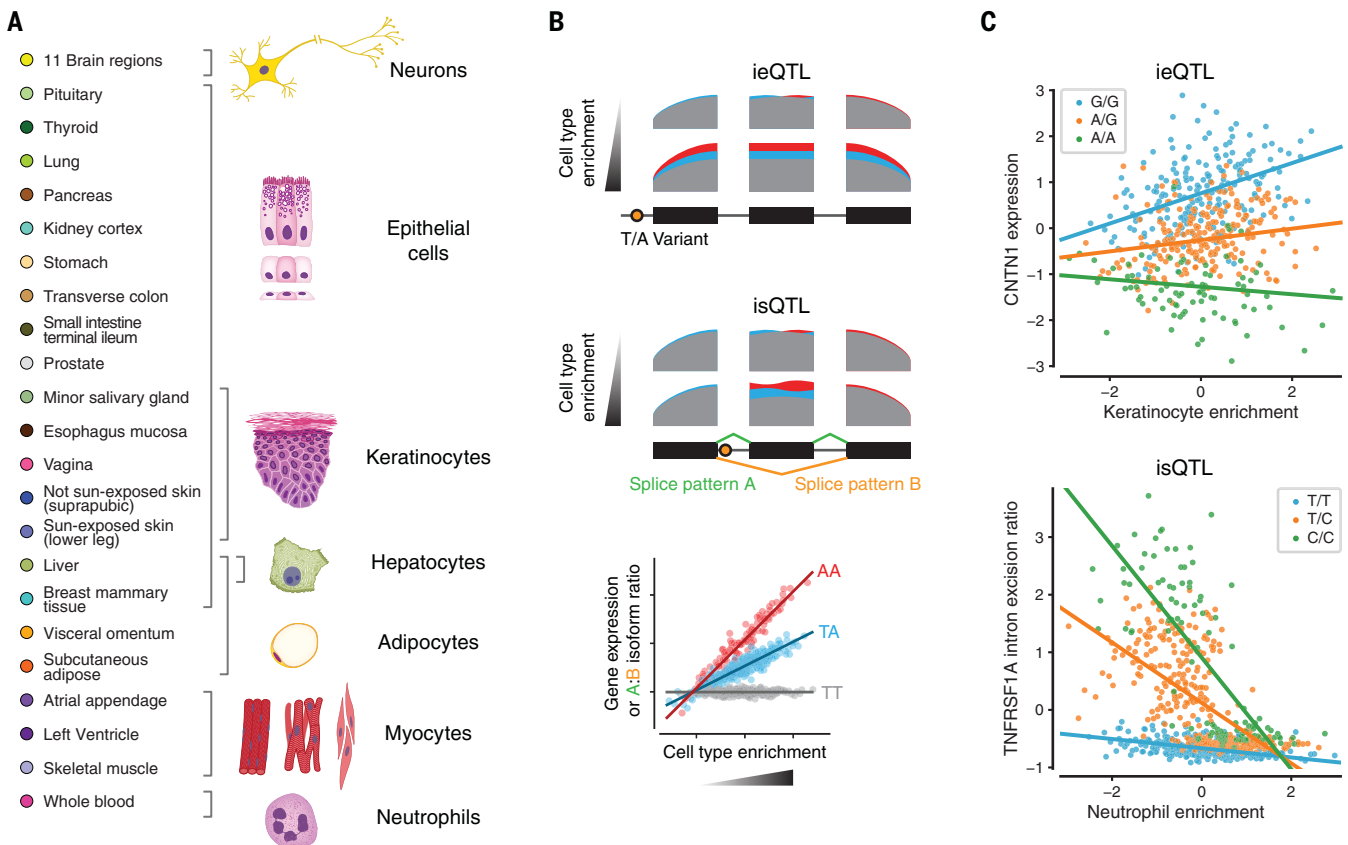 A
11 Brain regions
Pituitary
Thyroid
Lung
Pancreas
Kidney cortex
Stomach
Transverse colon
Small intestine
terminal ileum
Prostate
Minor salivary gland
Esophagus mucosa
Vagina
Not sun-exposed skin
(suprapubic)
Sun-exposed skin
(lower leg)
Liver
Breast mammary
tissue
Visceral omentum
Subcutaneous
adipose
Atrial appendage
Left Ventricle
Skeletal muscle
Whole blood
Neurons
Epithelial
cells
Keratinocytes
Hepatocytes
Adipocytes
Myocytes
Neutrophils
B
ieQTL
Cell type
enrichment
T/A Variant
isQTL
Cell type
enrichment
Splice pattern A
Splice pattern B
Gene expression
or A:B isoform ratio
AA
TA
TT
Cell type enrichment
C
ieQTL
G/G
A/G
A/A
CNTN1 expression
3
2
1
0
−1
−2
−3
−2
0
2
Keratinocyte enrichment
isQTL
T/T
T/C
C/C
TNFRSF1A intron excision ratio
3
2
1
0
−1
−2
0
2
Neutrophil enrichment